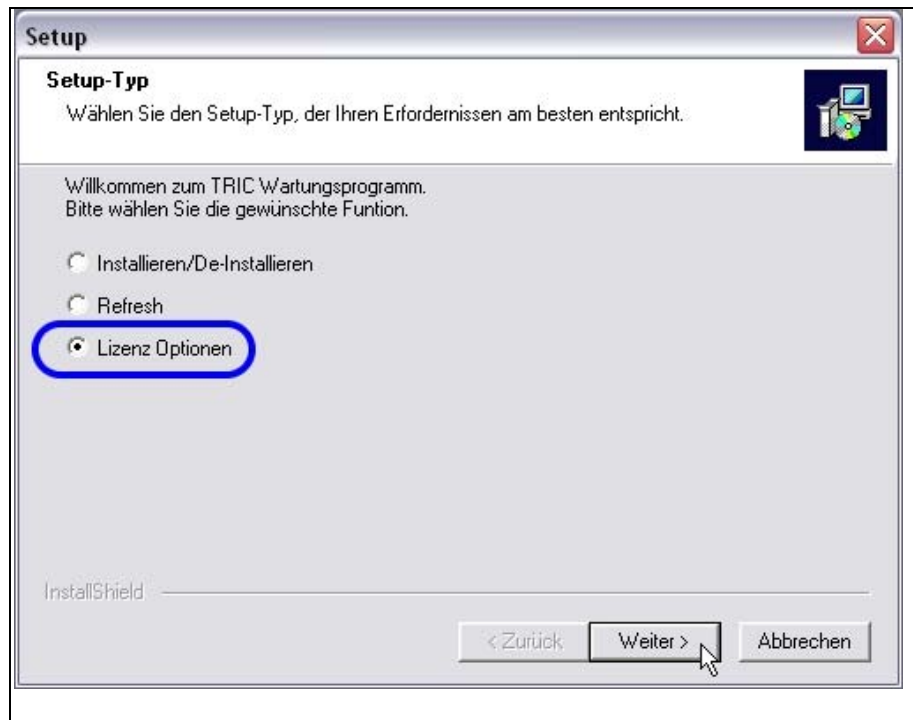 Setup
Setup-Typ
Wählen Sie den Setup-Typ, der Ihren Erfordernissen am besten entspricht.
Willkommen zum TRIC Wartungsprogramm.
Bitte wählen Sie die gewünschte Funtion.
Installieren/De-Installieren
Refresh
Lizenz Optionen
InstallShield
< Zurück
Weiter >
Abbrechen